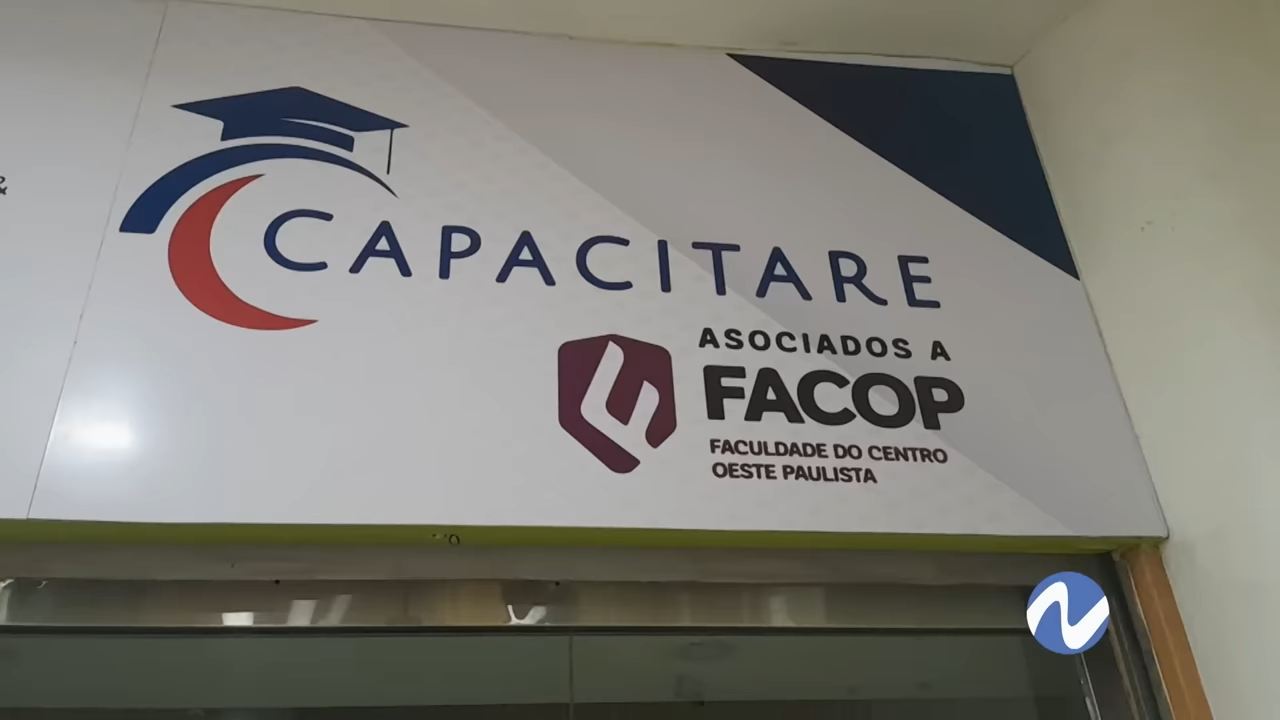 &
CAPACITARE
ASOCIADOS A
FACOP
FACULDADE DO CENTRO
OESTE PAULISTA